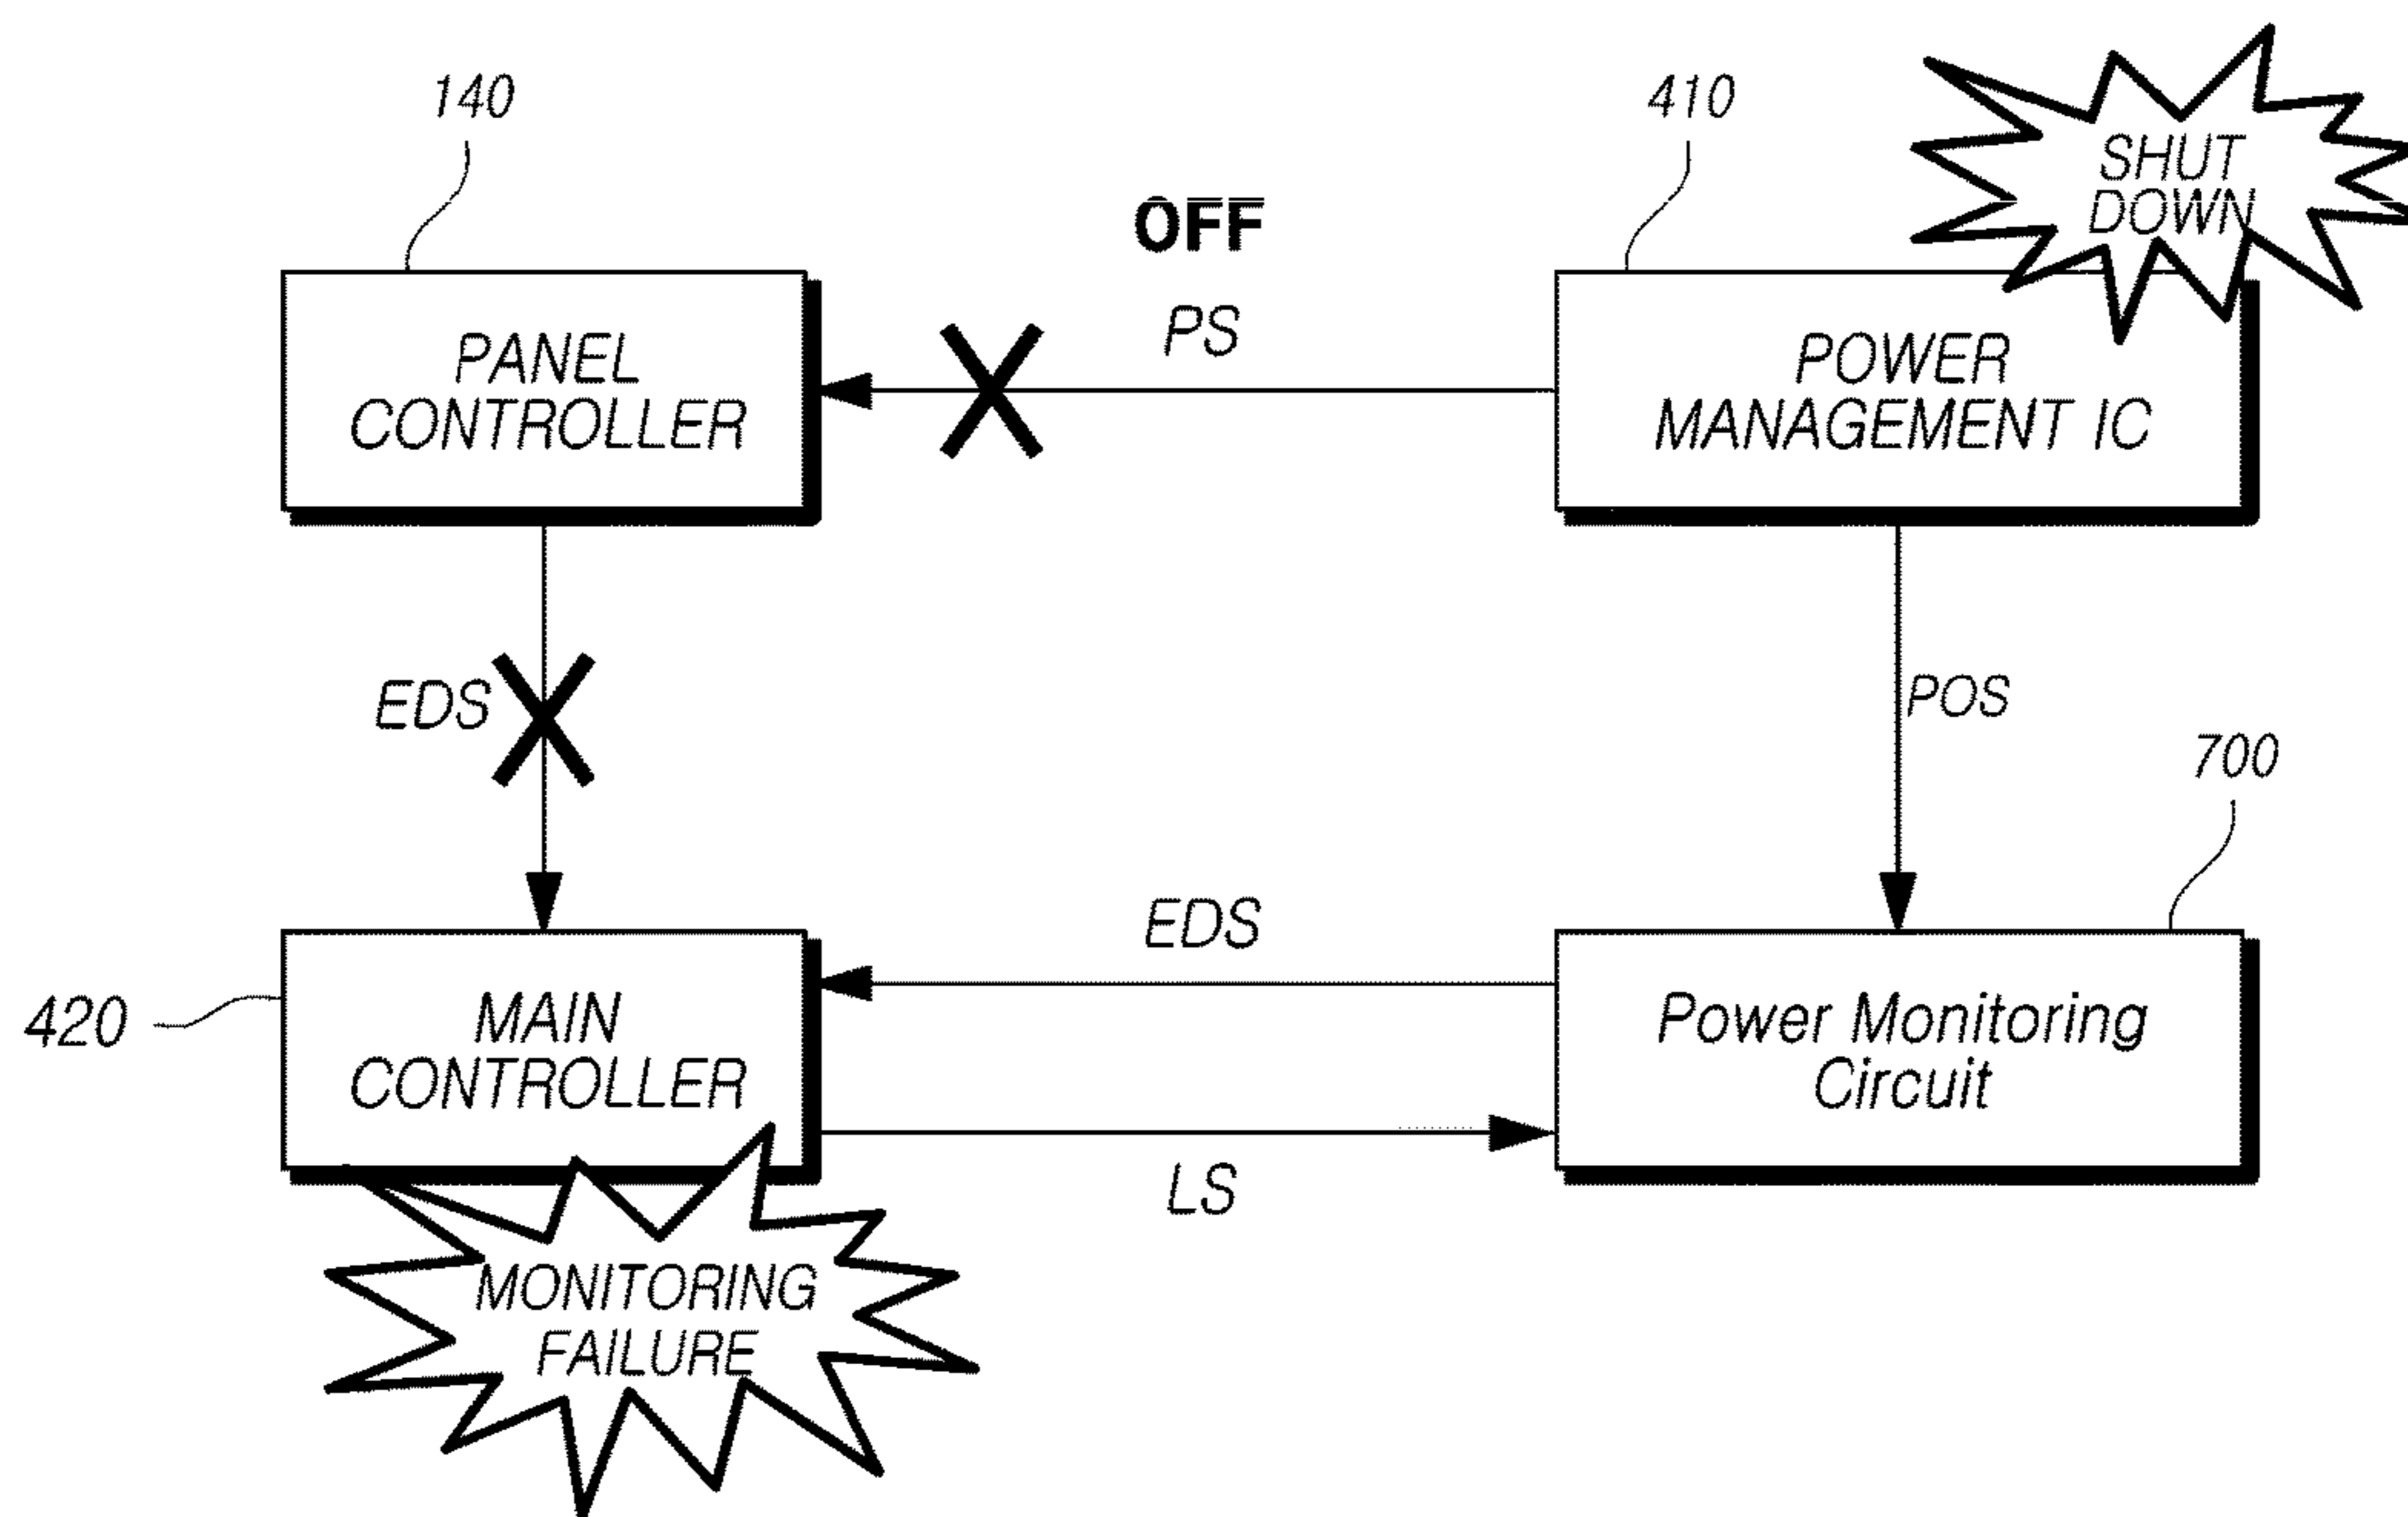 140
410
SHUT
DOWN
OFF
PS
PANEL
CONTROLLER
POWER
MANAGEMENT IC
EDS
POS
700
EDS
420
MAIN
CONTROLLER
Power Monitoring
Circuit
LS
MONITORING
FAILURE